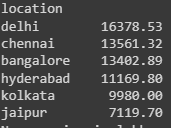 location
delhi 16378.53
chennai 13561.32
bangalore 13402.89
hyderabad 11169.80
kolkata 9980.00
jaipur 7119.70